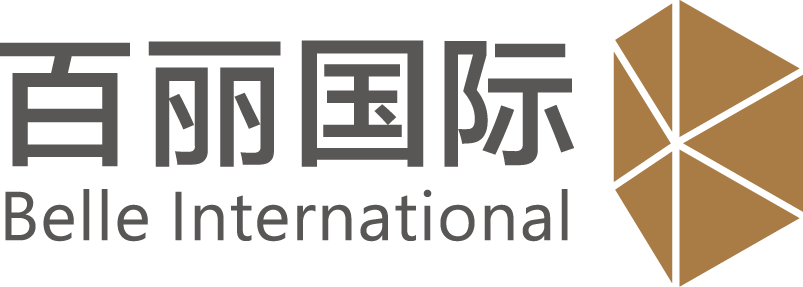 百丽国际
Belle International